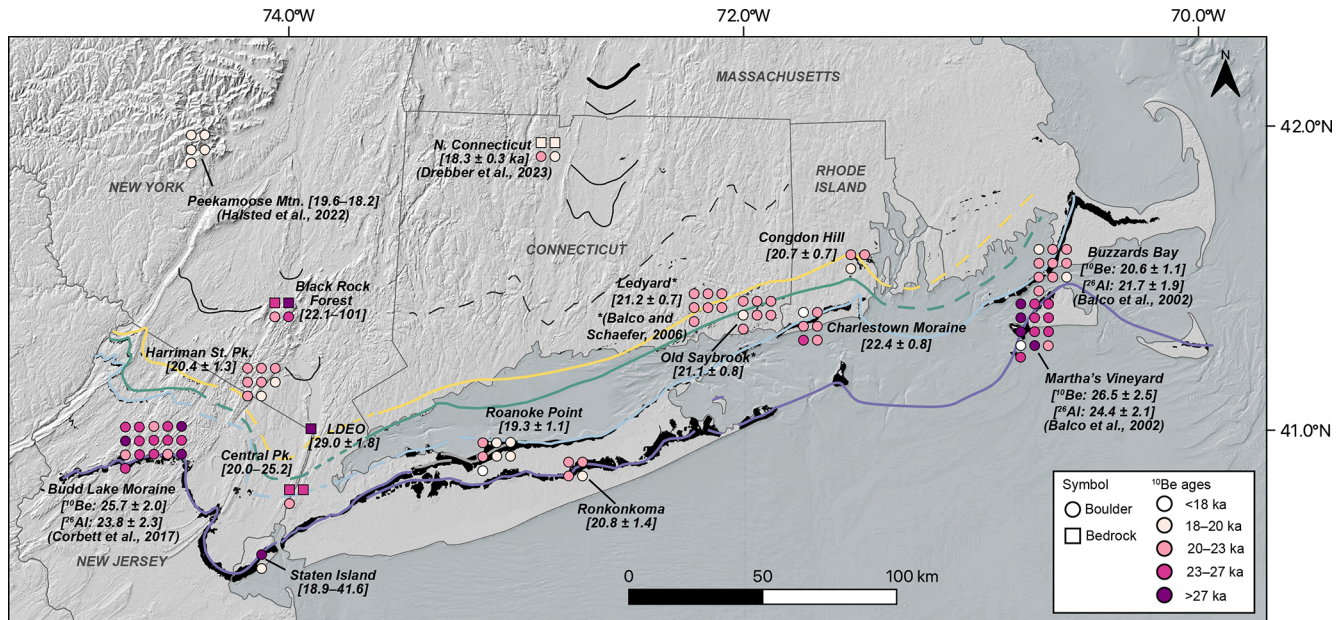 74.0°W
72.0°W
70.0°W
MASSACHUSETTS
N
42.0°N
N. Connecticut
[18.3 ± 0.3 ka]
(Drebber et al., 2023)
RHODE
ISLAND
NEW YORK
Peekamoose Mtn. [19.6–18.2]
(Halsted et al., 2022)
CONNECTICUT
Congdon Hill
[20.7 ± 0.7]
Buzzards Bay
[¹⁰Be: 20.6 ± 1.1]
[²⁶Al: 21.7 ± 1.9]
(Balco et al., 2002)
Black Rock
Forest
[22.1–101]
Ledyard*
[21.2 ± 0.7]
*(Balco and
Schaefer, 2006)
Charlestown Moraine
[22.4 ± 0.8]
Old Saybrook*
[21.1 ± 0.8]
Harriman St. Pk.
[20.4 ± 1.3]
Martha's Vineyard
[¹⁰Be: 26.5 ± 2.5]
[²⁶Al: 24.4 ± 2.1]
(Balco et al., 2002)
Roanoke Point
[19.3 ± 1.1]
LDEO
[29.0 ± 1.8]
41.0°N
Central Pk.
[20.0–25.2]
Budd Lake Moraine
[¹⁰Be: 25.7 ± 2.0]
[²⁶Al: 23.8 ± 2.3]
(Corbett et al., 2017)
Ronkonkoma
[20.8 ± 1.4]
NEW JERSEY
Staten Island
[18.9–41.6]
0 50 100 km
Symbol
Boulder
Bedrock
¹⁰Be ages
<18 ka
18–20 ka
20–23 ka
23–27 ka
>27 ka